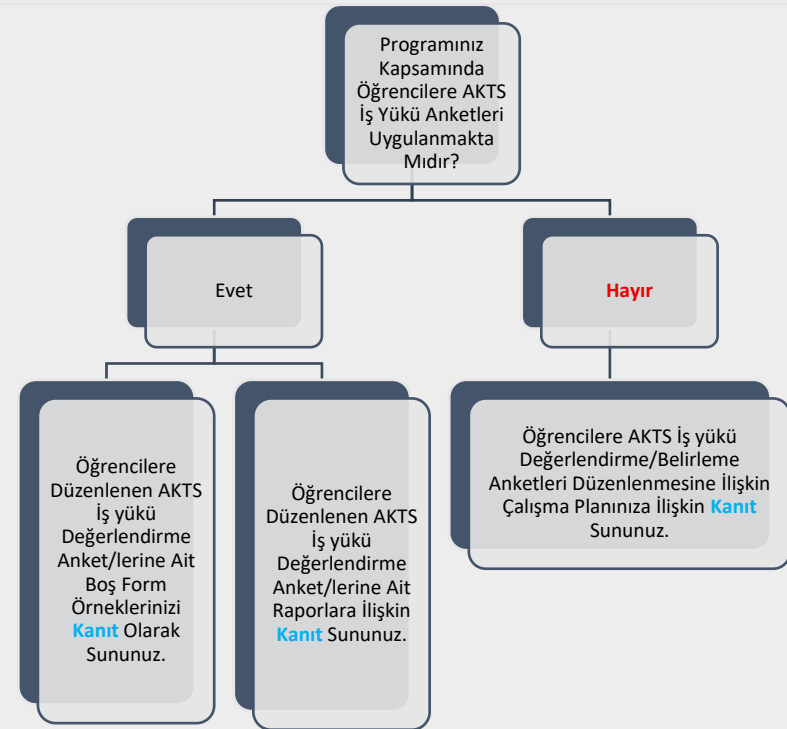 Programınız
Kapsamında
Öğrencilere AKTS
İş Yükü Anketleri
Uygulanmakta
Mıdır?
Evet
Hayır
Öğrencilere
Düzenlenen AKTS
İş yükü
Değerlendirme
Anket/lerine Ait
Boş Form
Örneklerinizi
Kanıt Olarak
Sununuz.
Öğrencilere
Düzenlenen AKTS
İş yükü
Değerlendirme
Anket/lerine Ait
Raporlara İlişkin
Kanıt Sununuz.
Öğrencilere AKTS İş yükü
Değerlendirme/Belirleme
Anketleri Düzenlenmesine İlişkin
Çalışma Planınıza İlişkin Kanıt
Sununuz.